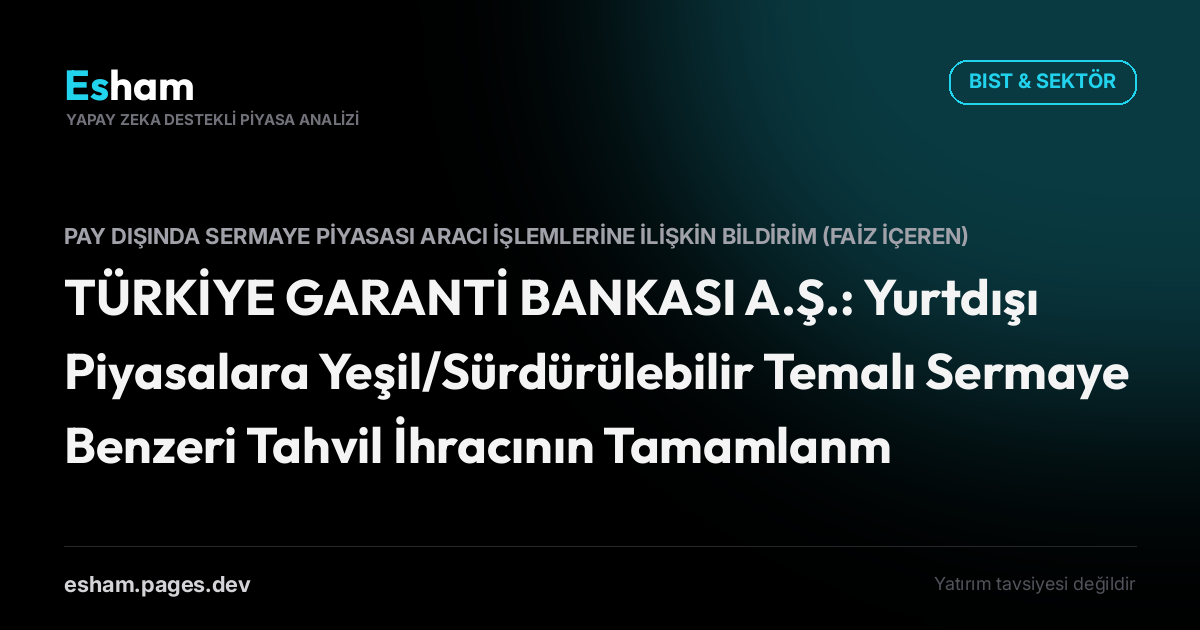 Esham
BIST & SEKTÖR
YAPAY ZEKA DESTEKLİ PİYASA ANALİZİ
PAY DIŞINDA SERMAYE PİYASASI ARACI İŞLEMLERİNE İLİŞKİN BİLDİRİM (FAİZ İÇEREN)
TÜRKİYE GARANTİ BANKASI A.Ş.: Yurtdışı
Piyasalara Yeşil/Sürdürülebilir Temalı Sermaye
Benzeri Tahvil İhracının Tamamlanm
esham.pages.dev
Yatırım tavsiyesi değildir